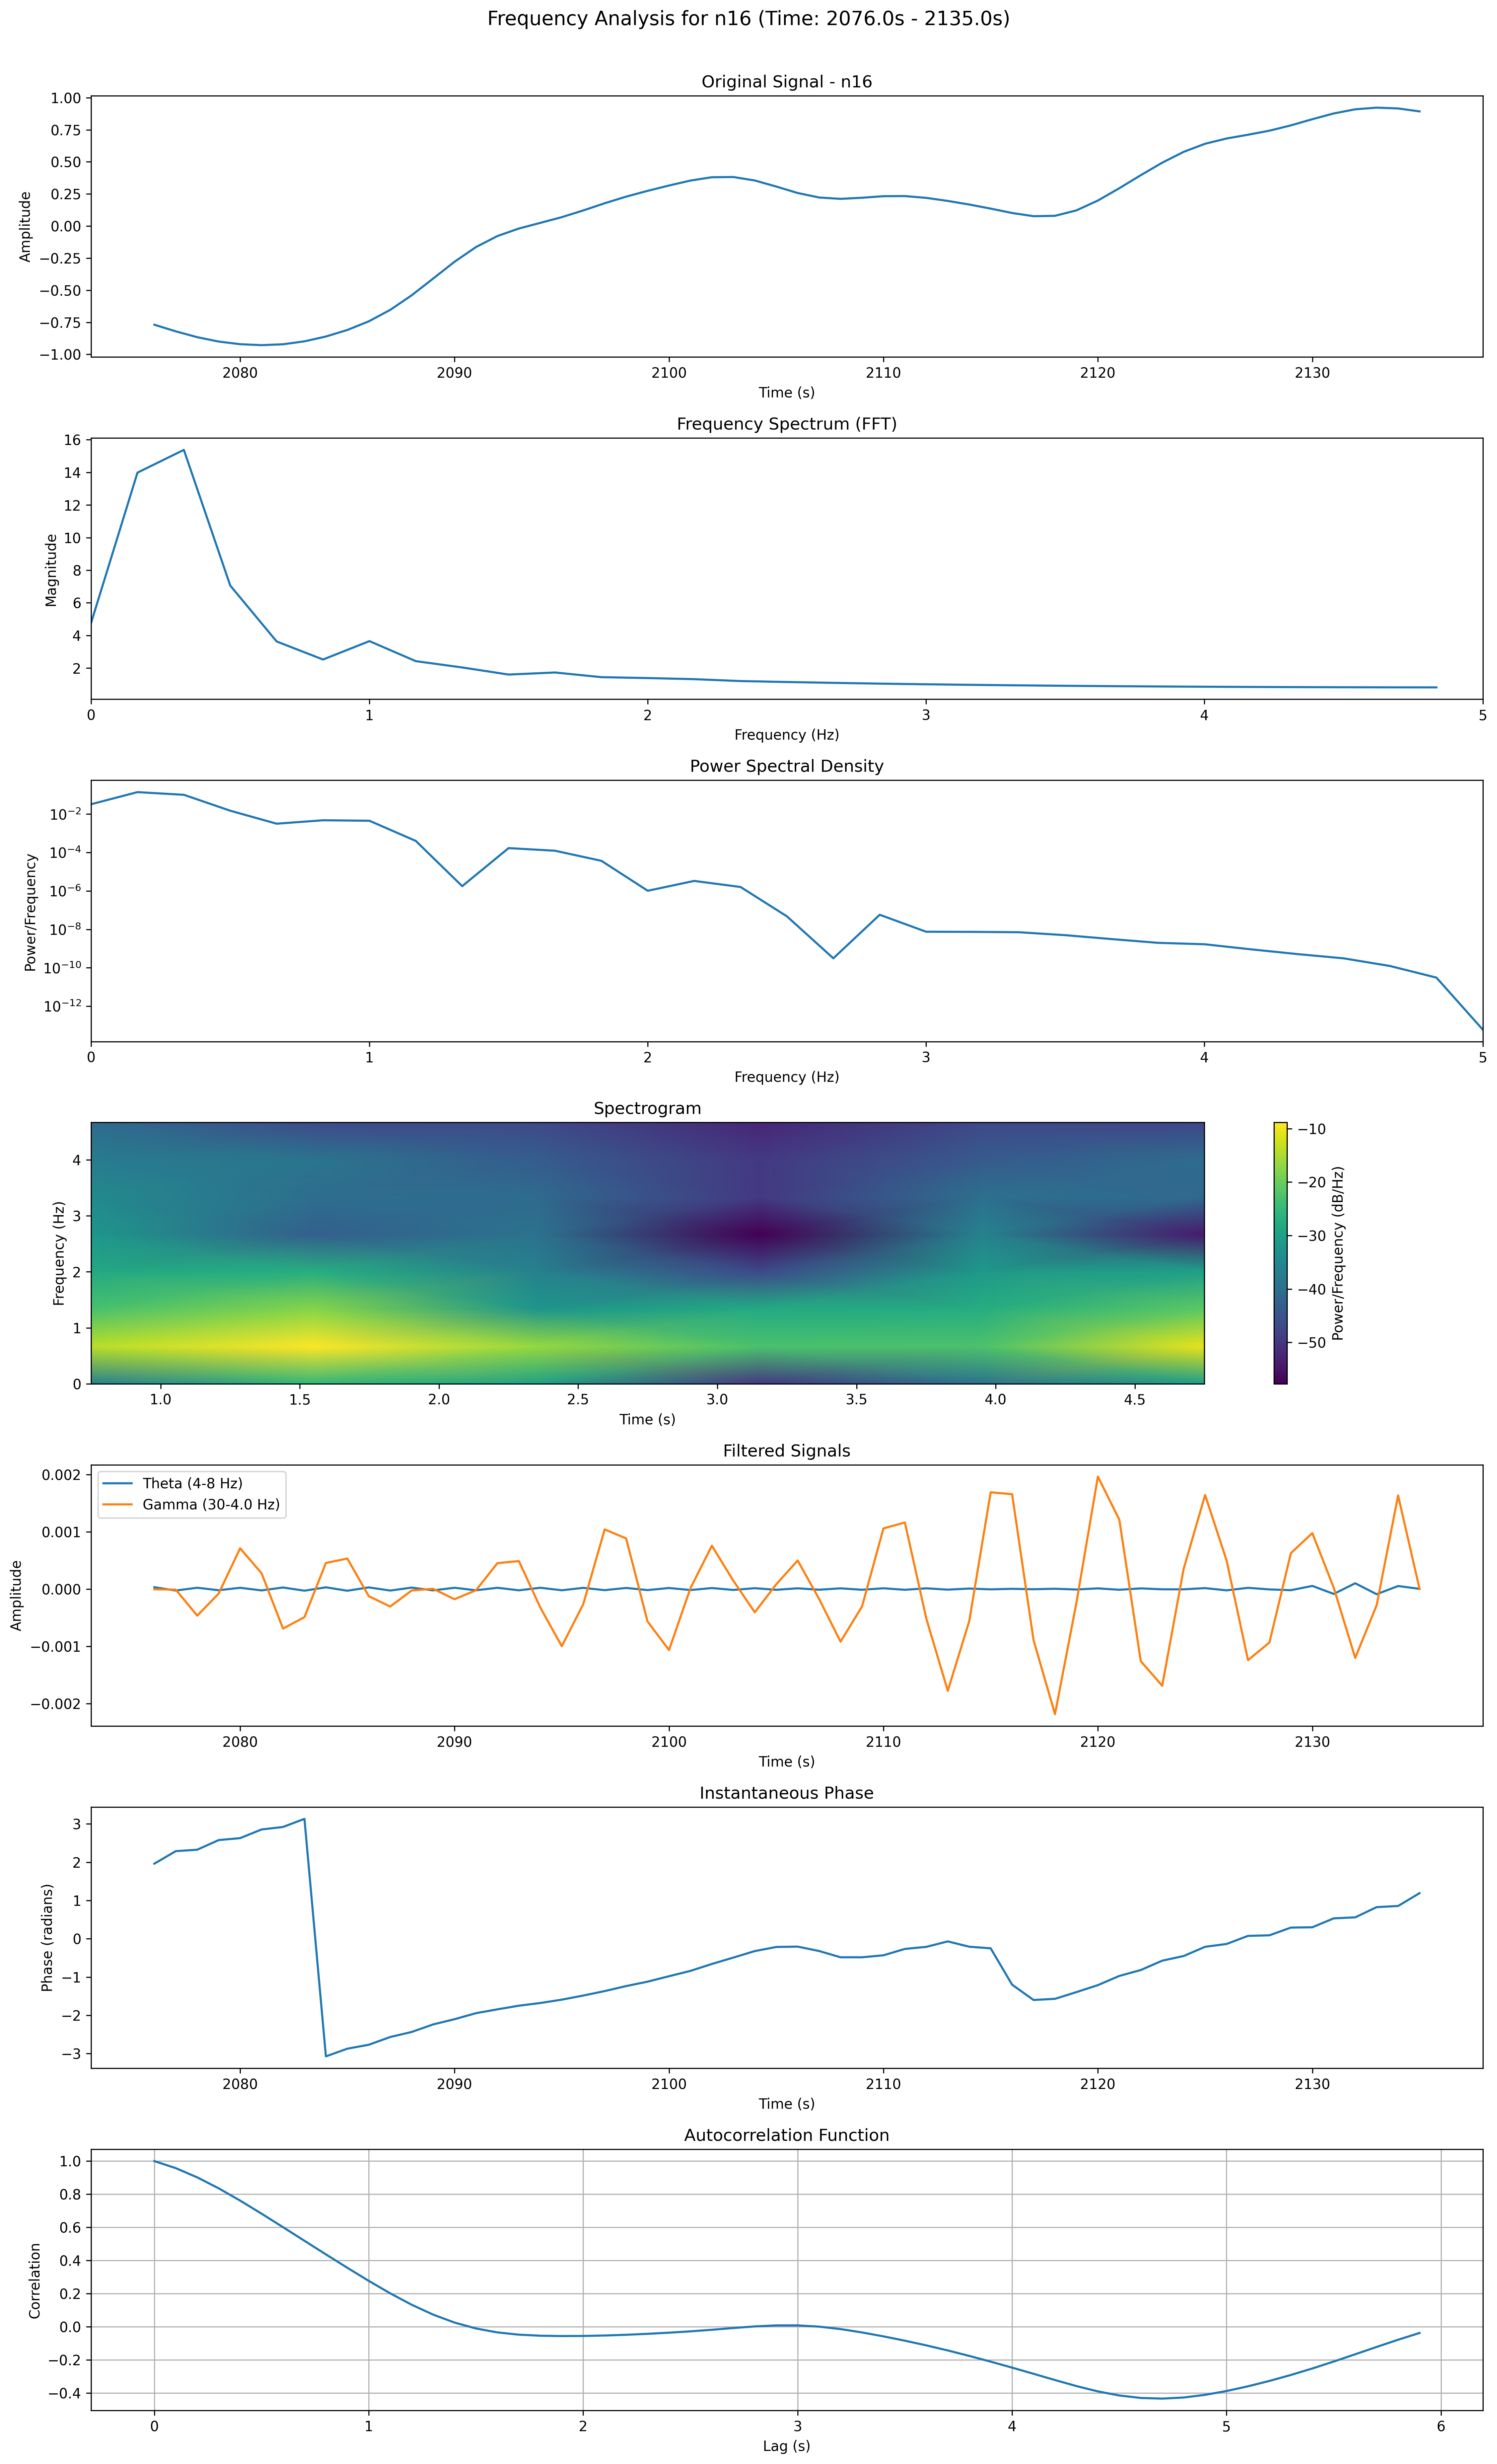 Frequency Analysis for n16 (Time: 2076.0s - 2135.0s)
Original Signal - n16
1.00
0.75
0.50
0.25
0.00
−0.25
−0.50
−0.75
−1.00
Amplitude
2080 2090 2100 2110 2120 2130
Time (s)
Frequency Spectrum (FFT)
16
14
12
10
8
6
4
2
Magnitude
0 1 2 3 4 5
Frequency (Hz)
Power Spectral Density
10⁻²
10⁻⁴
10⁻⁶
10⁻⁸
10⁻¹⁰
10⁻¹²
Power/Frequency
0 1 2 3 4 5
Frequency (Hz)
Spectrogram
4
3
2
1
0
Frequency (Hz)
1.0 1.5 2.0 2.5 3.0 3.5 4.0 4.5
Time (s)
−10
−20
−30
−40
−50
Power/Frequency (dB/Hz)
Filtered Signals
Theta (4-8 Hz)
Gamma (30-4.0 Hz)
0.002
0.001
0.000
−0.001
−0.002
Amplitude
2080 2090 2100 2110 2120 2130
Time (s)
Instantaneous Phase
3
2
1
0
−1
−2
−3
Phase (radians)
2080 2090 2100 2110 2120 2130
Time (s)
Autocorrelation Function
1.0
0.8
0.6
0.4
0.2
0.0
−0.2
−0.4
Correlation
0 1 2 3 4 5 6
Lag (s)